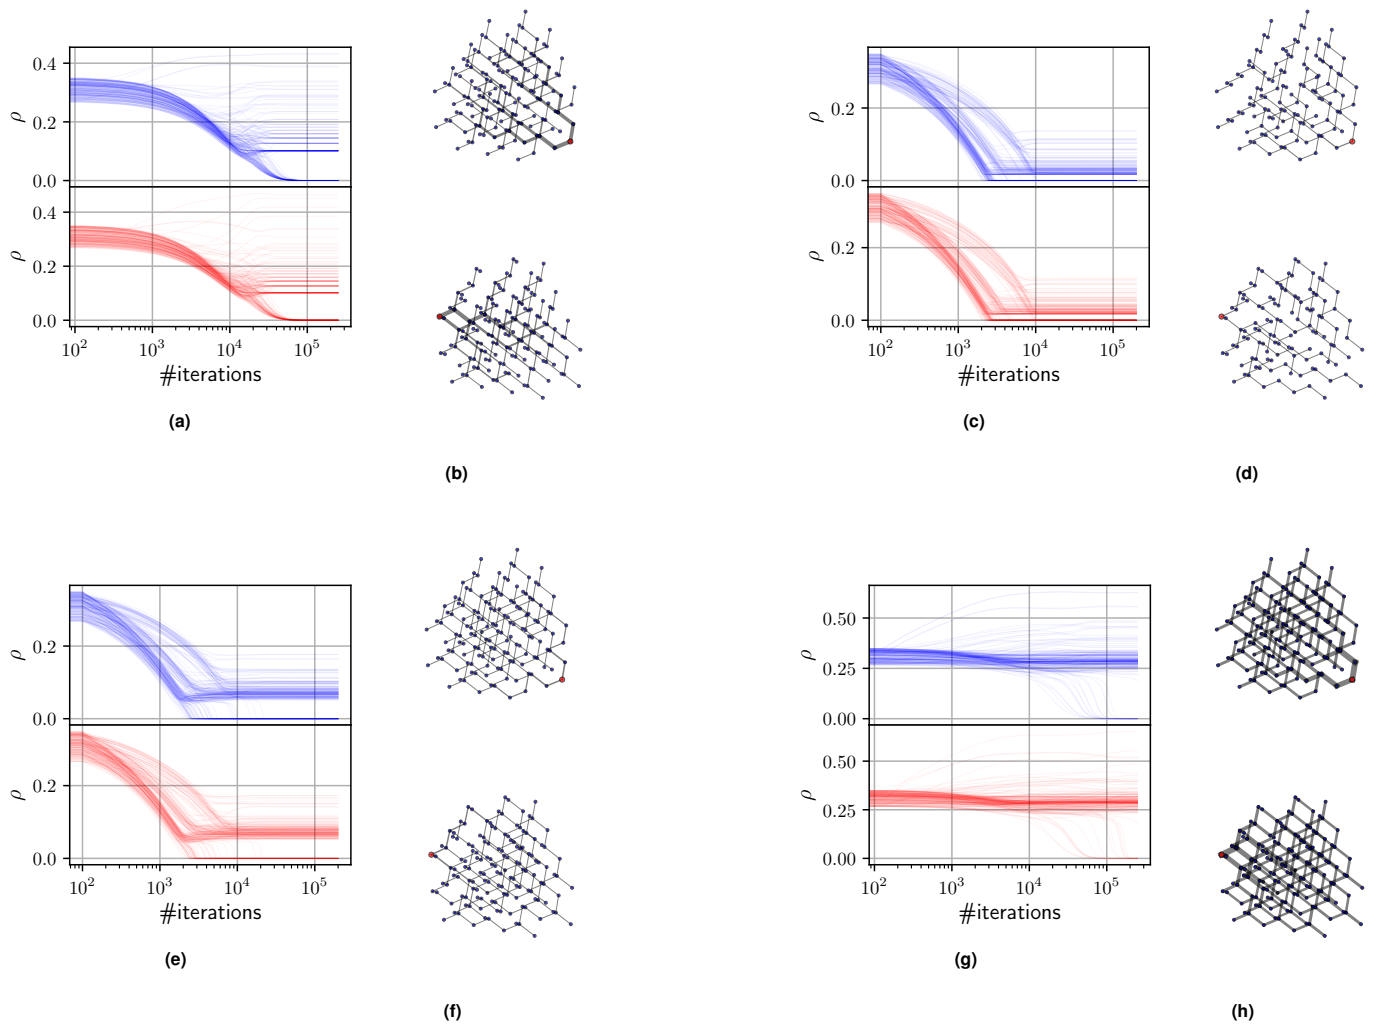 0.4
ρ
0.2
0.0
0.4
ρ
0.2
0.0
10²
10³
10⁴
10⁵
#iterations
(a)
(b)
0.2
ρ
0.0
0.2
ρ
0.0
10²
10³
10⁴
10⁵
#iterations
(c)
(d)
0.2
ρ
0.0
0.2
ρ
0.0
10²
10³
10⁴
10⁵
#iterations
(e)
(f)
0.50
ρ
0.25
0.00
0.50
ρ
0.25
0.00
10²
10³
10⁴
10⁵
#iterations
(g)
(h)